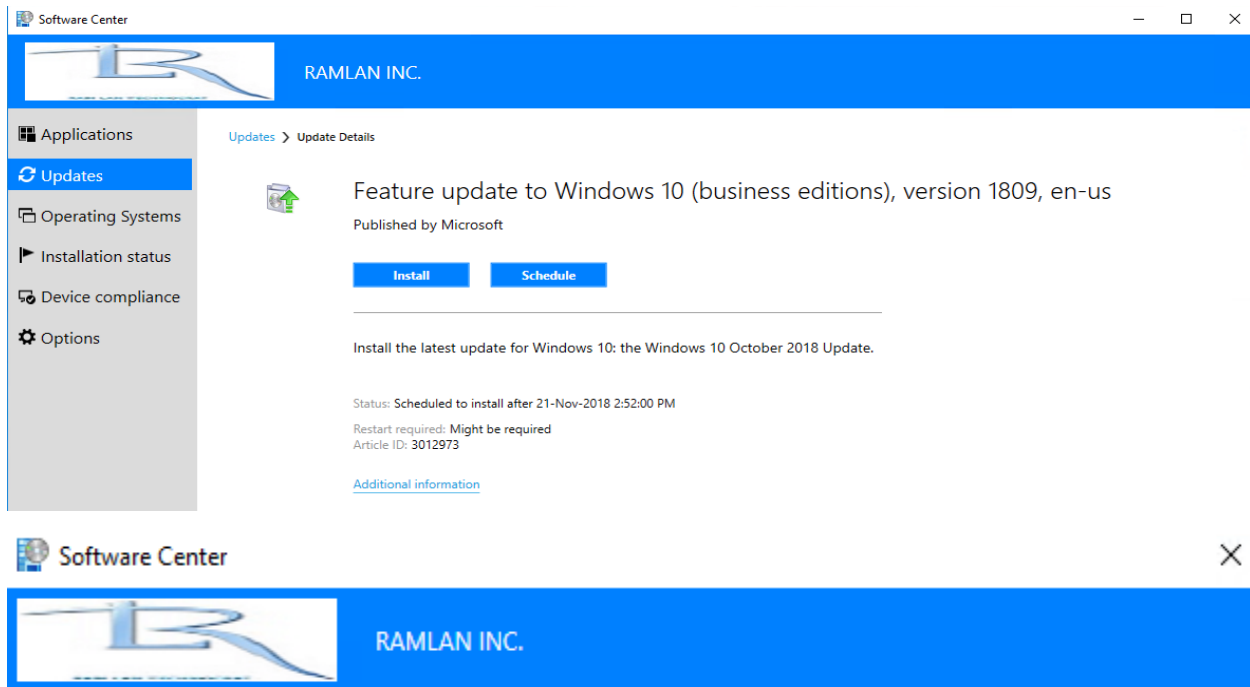 Software Center
RAMLAN INC.
Applications
Updates
Operating Systems
Installation status
Device compliance
Options
Updates > Update Details
Feature update to Windows 10 (business editions), version 1809, en-us
Published by Microsoft
Install Schedule
Install the latest update for Windows 10: the Windows 10 October 2018 Update.
Status: Scheduled to install after 21-Nov-2018 2:52:00 PM
Restart required: Might be required
Article ID: 3012973
Additional information
Software Center
RAMLAN INC.